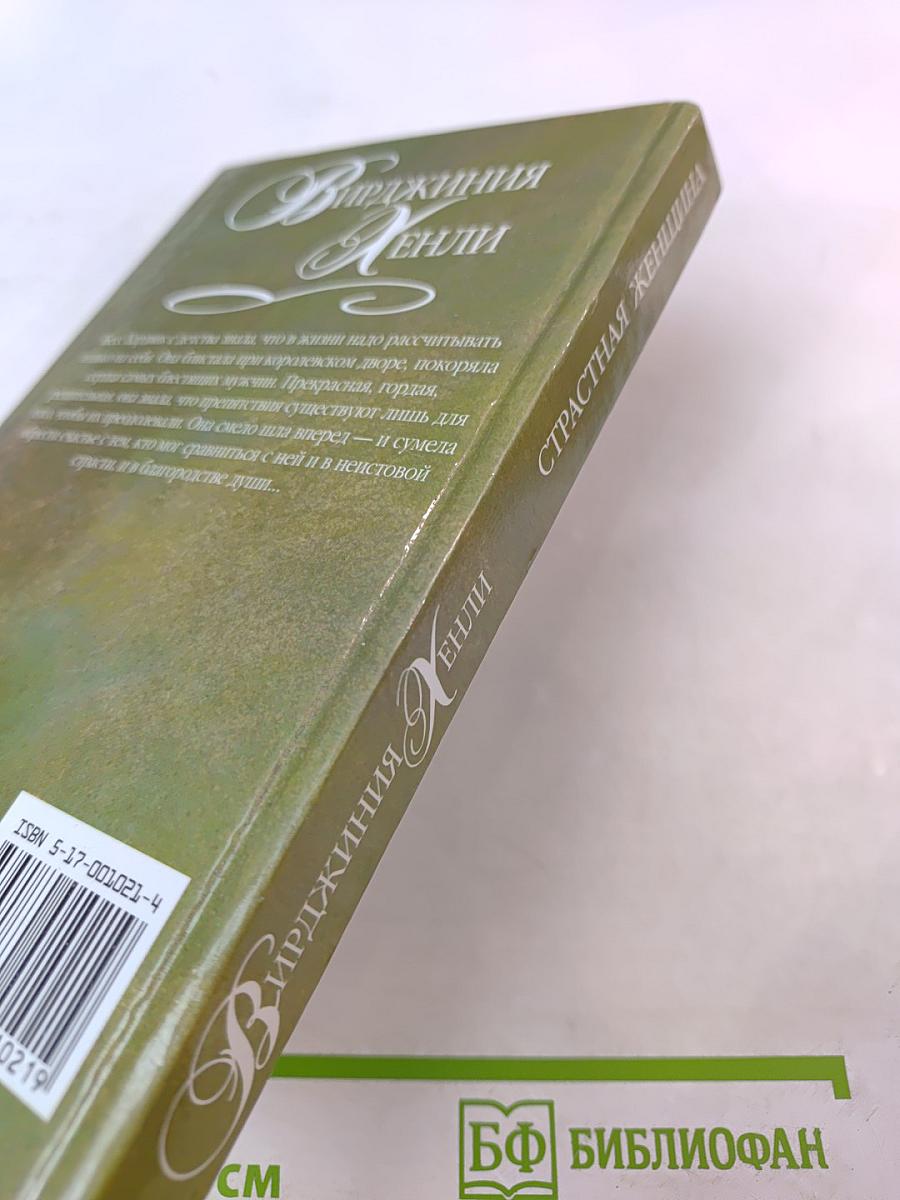 ВИРДЖИНИЯ
ХЕНЛИ
Бесс Хардвик с детства знала, что в жизни надо рассчитывать
только на себя. Она блистала при королевском дворе, покоряла
сердца самых блестящих мужчин. Прекрасная, гордая,
она знала, что препятствия существуют лишь для
того, чтобы их преодолевали. Она смело шла вперед — и сумела
обрести счастье с тем, кто мог сравниться с ней и в неистовой
страсти, и в благородстве души...
СТРАСТНАЯ ЖЕНЩИНА
ВИРДЖИНИЯ ХЕНЛИ
ISBN 5-17-001021-4
0219
СМ
БФ БИБЛИОФАН